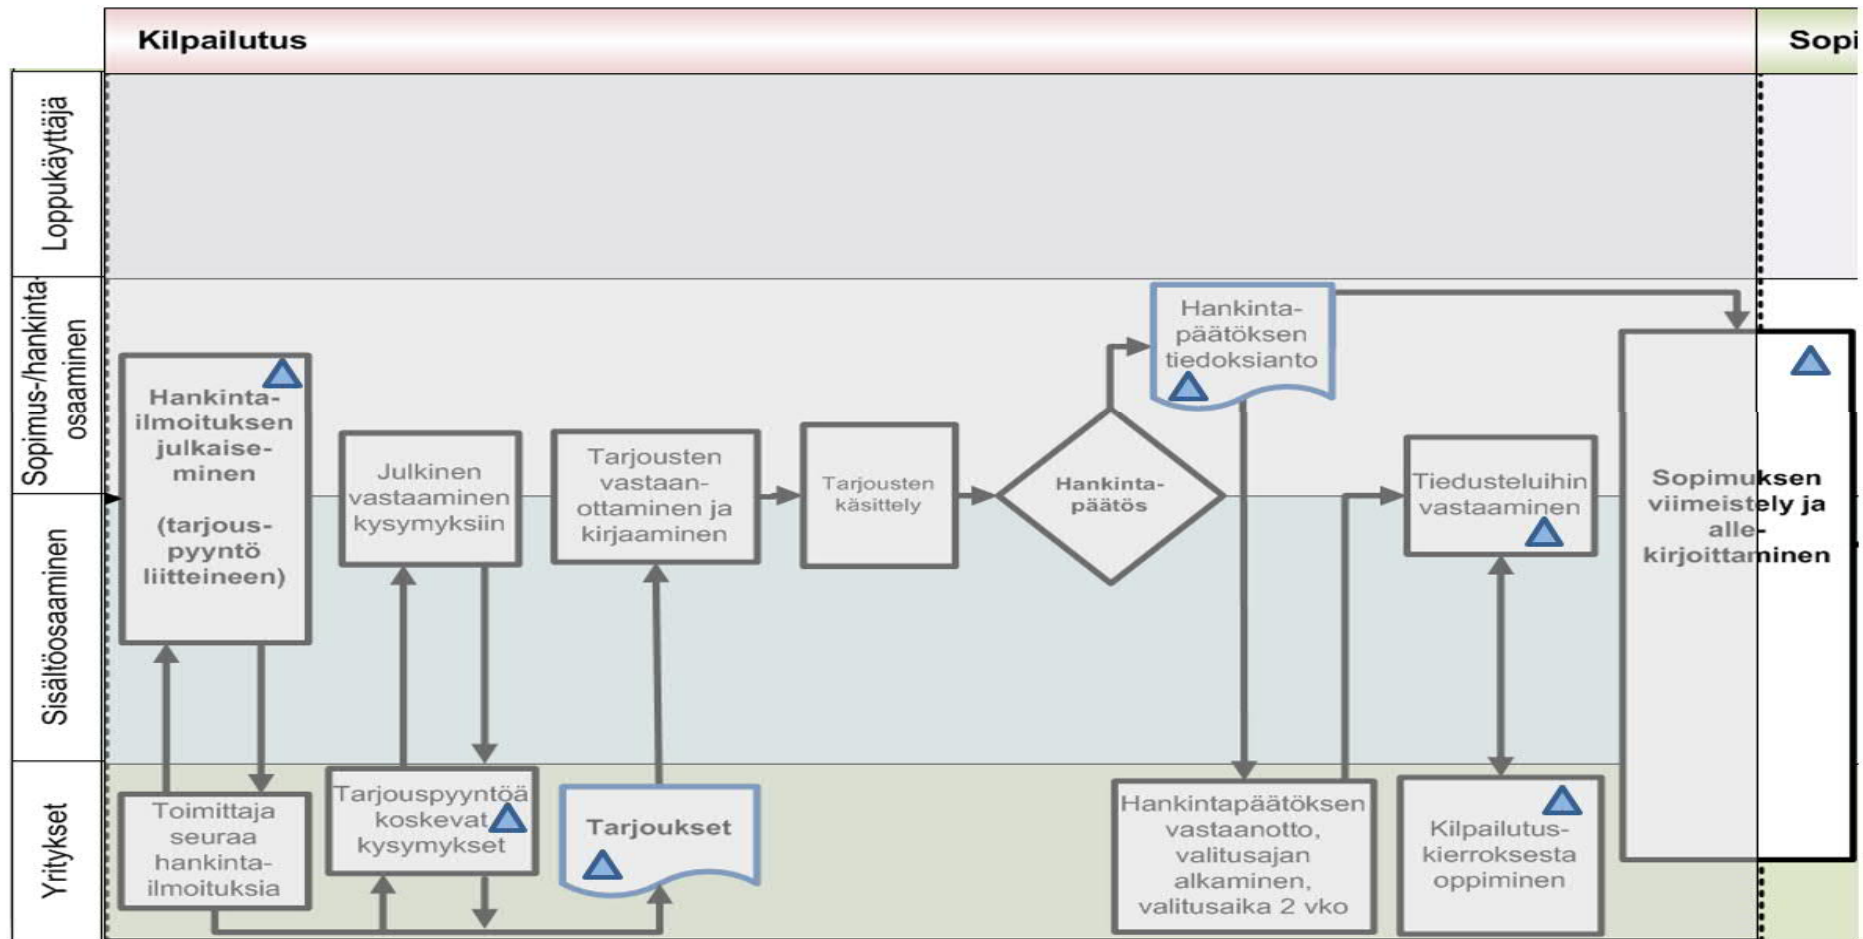 Kilpailutus
Sopi
Loppukäyttäjä
Sopimus-/hankinta-
osaaminen
Sisältöosaaminen
Yritykset
Hankinta-
ilmoituksen
julkaise-
minen
(tarjous-
pyyntö
liitteineen)
Julkinen
vastaaminen
kysymyksiin
Tarjousten
vastaan-
ottaminen ja
kirjaaminen
Tarjousten
käsittely
Hankinta-
päätös
Hankinta-
päätöksen
tiedoksianto
Tiedusteluihin
vastaaminen
Sopimuksen
viimeistely ja
alle-
kirjoittaminen
Toimittaja
seuraa
hankinta-
ilmoituksia
Tarjouspyyntöä
koskevat
kysymykset
Tarjoukset
Hankintapäätöksen
vastaanotto,
valitusajan
alkaminen,
valitusaika 2 vko
Kilpailutus-
kierroksesta
oppiminen